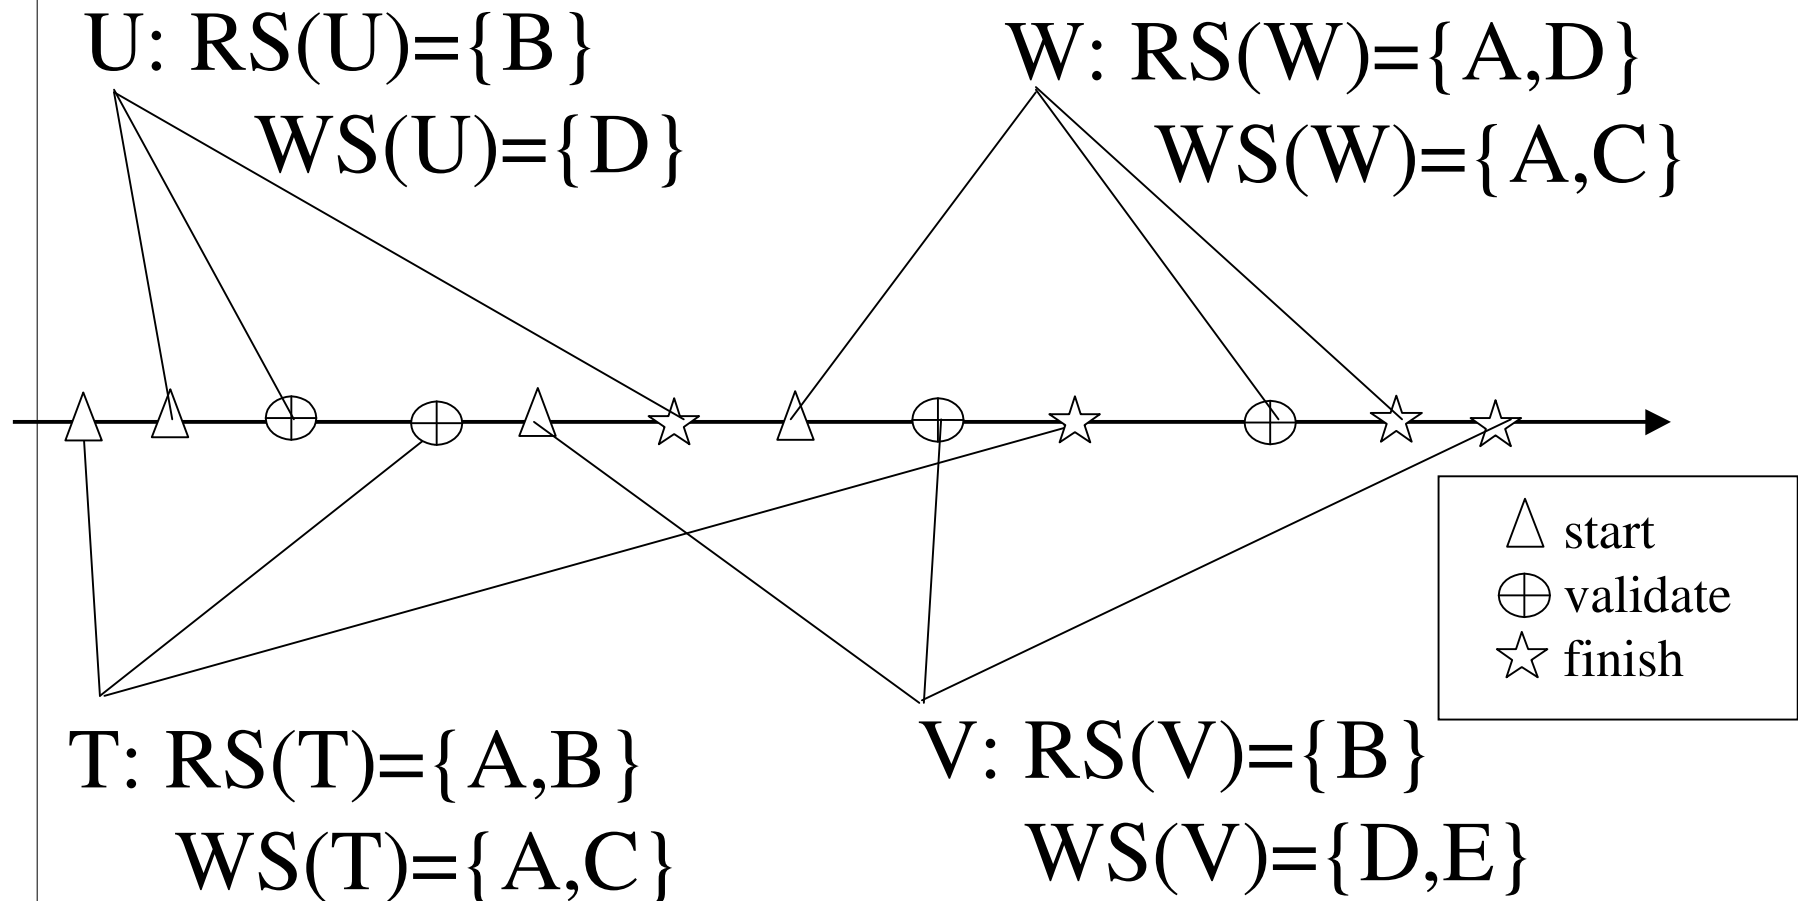 U: RS(U)={B}
WS(U)={D}
W: RS(W)={A,D}
WS(W)={A,C}
start
validate
finish
T: RS(T)={A,B}
WS(T)={A,C}
V: RS(V)={B}
WS(V)={D,E}